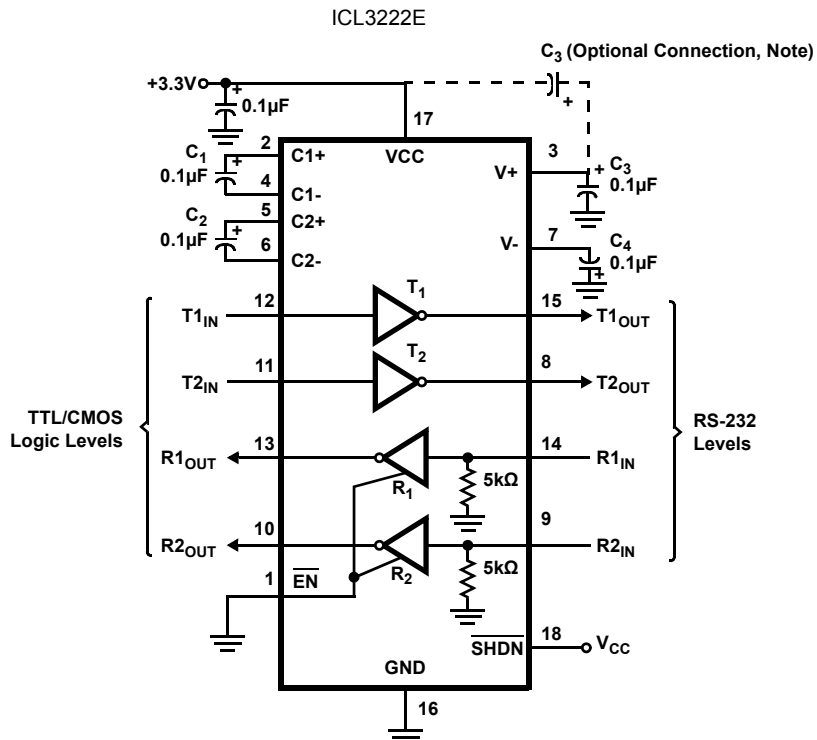 ICL3222E
C3 (Optional Connection, Note)
+3.3V
+
0.1µF
+
17
2
C1
0.1µF
+
4
C1+
C1-
VCC
V+
3
+
C3
0.1µF
5
C2
0.1µF
+
6
C2+
C2-
V-
7
C4
0.1µF
+
T1IN
12
T1
15
T1OUT
T2IN
11
T2
8
T2OUT
TTL/CMOS
Logic Levels
RS-232
Levels
R1OUT
13
R1
5kΩ
14
R1IN
R2OUT
10
R2
5kΩ
9
R2IN
1
EN
SHDN
18
VCC
GND
16